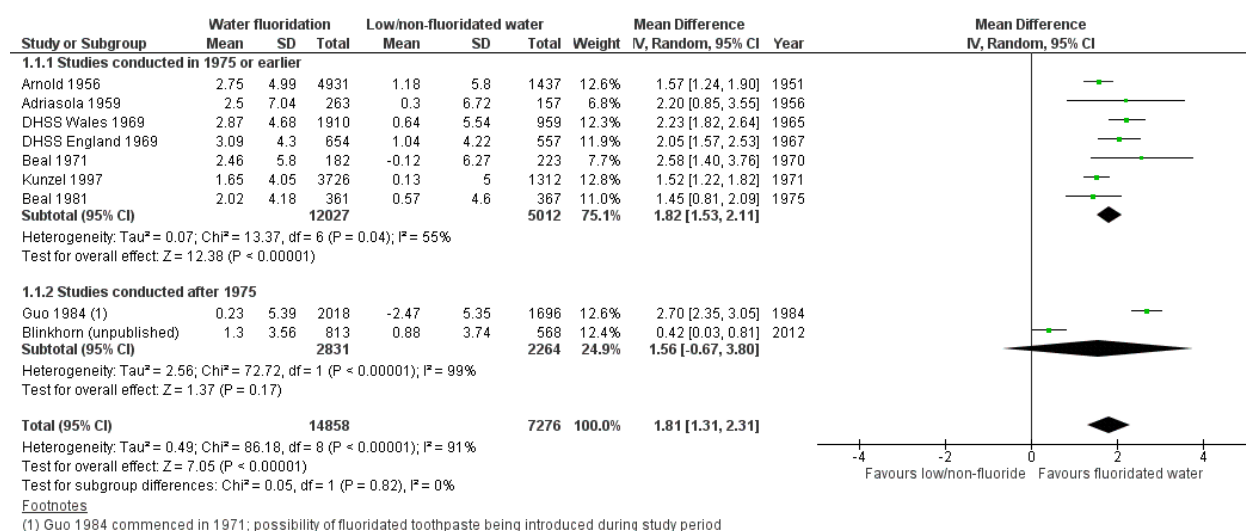 Water fluoridation Low/non-fluoridated water Mean Difference Mean Difference
Study or Subgroup Mean SD Total Mean SD Total Weight IV, Random, 95% CI Year IV, Random, 95% CI
1.1.1 Studies conducted in 1975 or earlier
Arnold 1956 2.75 4.99 4931 1.18 5.8 1437 12.6% 1.57 [1.24, 1.90] 1951
Adriasola 1959 2.5 7.04 263 0.3 6.72 157 6.8% 2.20 [0.85, 3.55] 1956
DHSS Wales 1969 2.87 4.68 1910 0.64 5.54 959 12.3% 2.23 [1.82, 2.64] 1965
DHSS England 1969 3.09 4.3 654 1.04 4.22 557 11.9% 2.05 [1.57, 2.53] 1967
Beal 1971 2.46 5.8 182 -0.12 6.27 223 7.7% 2.58 [1.40, 3.76] 1970
Kunzel 1997 1.65 4.05 3726 0.13 5 1312 12.8% 1.52 [1.22, 1.82] 1971
Beal 1981 2.02 4.18 361 0.57 4.6 367 11.0% 1.45 [0.81, 2.09] 1975
Subtotal (95% CI) 12027 5012 75.1% 1.82 [1.53, 2.11]
Heterogeneity: Tau² = 0.07; Chi² = 13.37, df = 6 (P = 0.04); I² = 55%
Test for overall effect: Z = 12.38 (P < 0.00001)
1.1.2 Studies conducted after 1975
Guo 1984 (1) 0.23 5.39 2018 -2.47 5.35 1696 12.6% 2.70 [2.35, 3.05] 1984
Blinkhorn (unpublished) 1.3 3.56 813 0.88 3.74 568 12.4% 0.42 [0.03, 0.81] 2012
Subtotal (95% CI) 2831 2264 24.9% 1.56 [-0.67, 3.80]
Heterogeneity: Tau² = 2.56; Chi² = 72.72, df = 1 (P < 0.00001); I² = 99%
Test for overall effect: Z = 1.37 (P = 0.17)
Total (95% CI) 14858 7276 100.0% 1.81 [1.31, 2.31]
Heterogeneity: Tau² = 0.49; Chi² = 86.18, df = 8 (P < 0.00001); I² = 91%
Test for overall effect: Z = 7.05 (P < 0.00001)
Test for subgroup differences: Chi² = 0.05, df = 1 (P = 0.82), I² = 0%
-4 -2 0 2 4
Favours low/non-fluoride Favours fluoridated water
Footnotes
(1) Guo 1984 commenced in 1971; possibility of fluoridated toothpaste being introduced during study period